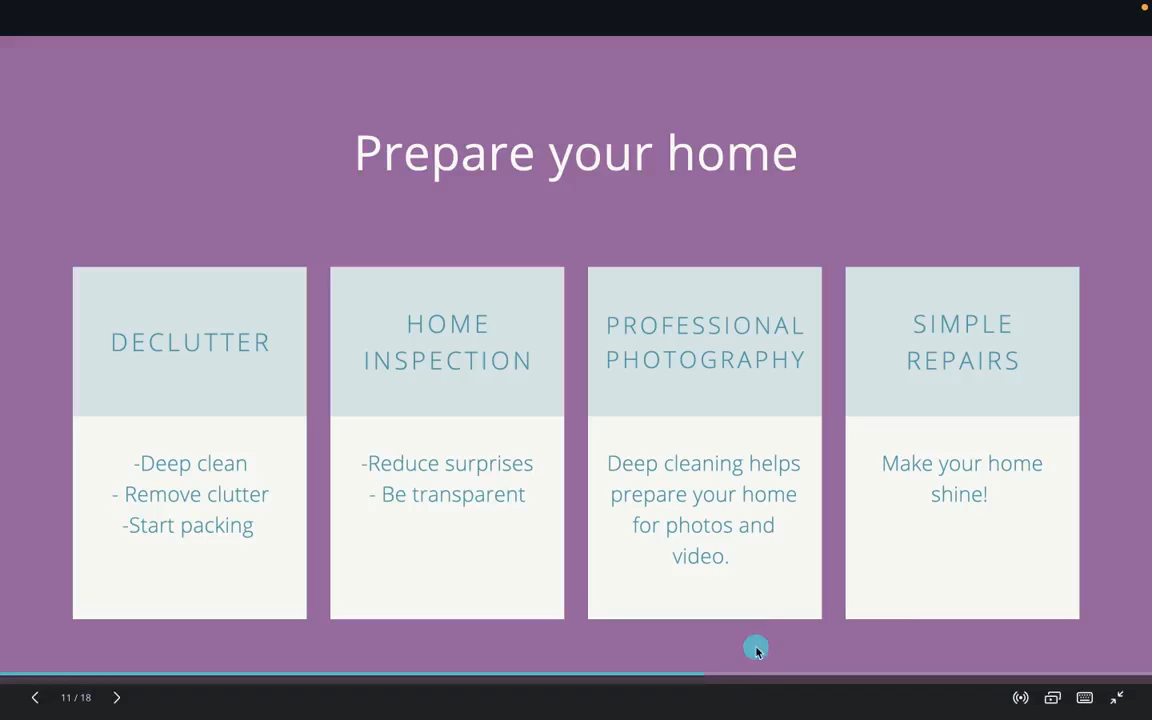 Prepare your home
DECLUTTER
-Deep clean
- Remove clutter
-Start packing
HOME
INSPECTION
-Reduce surprises
- Be transparent
PROFESSIONAL
PHOTOGRAPHY
Deep cleaning helps
prepare your home
for photos and
video.
SIMPLE
REPAIRS
Make your home
shine!
11 / 18